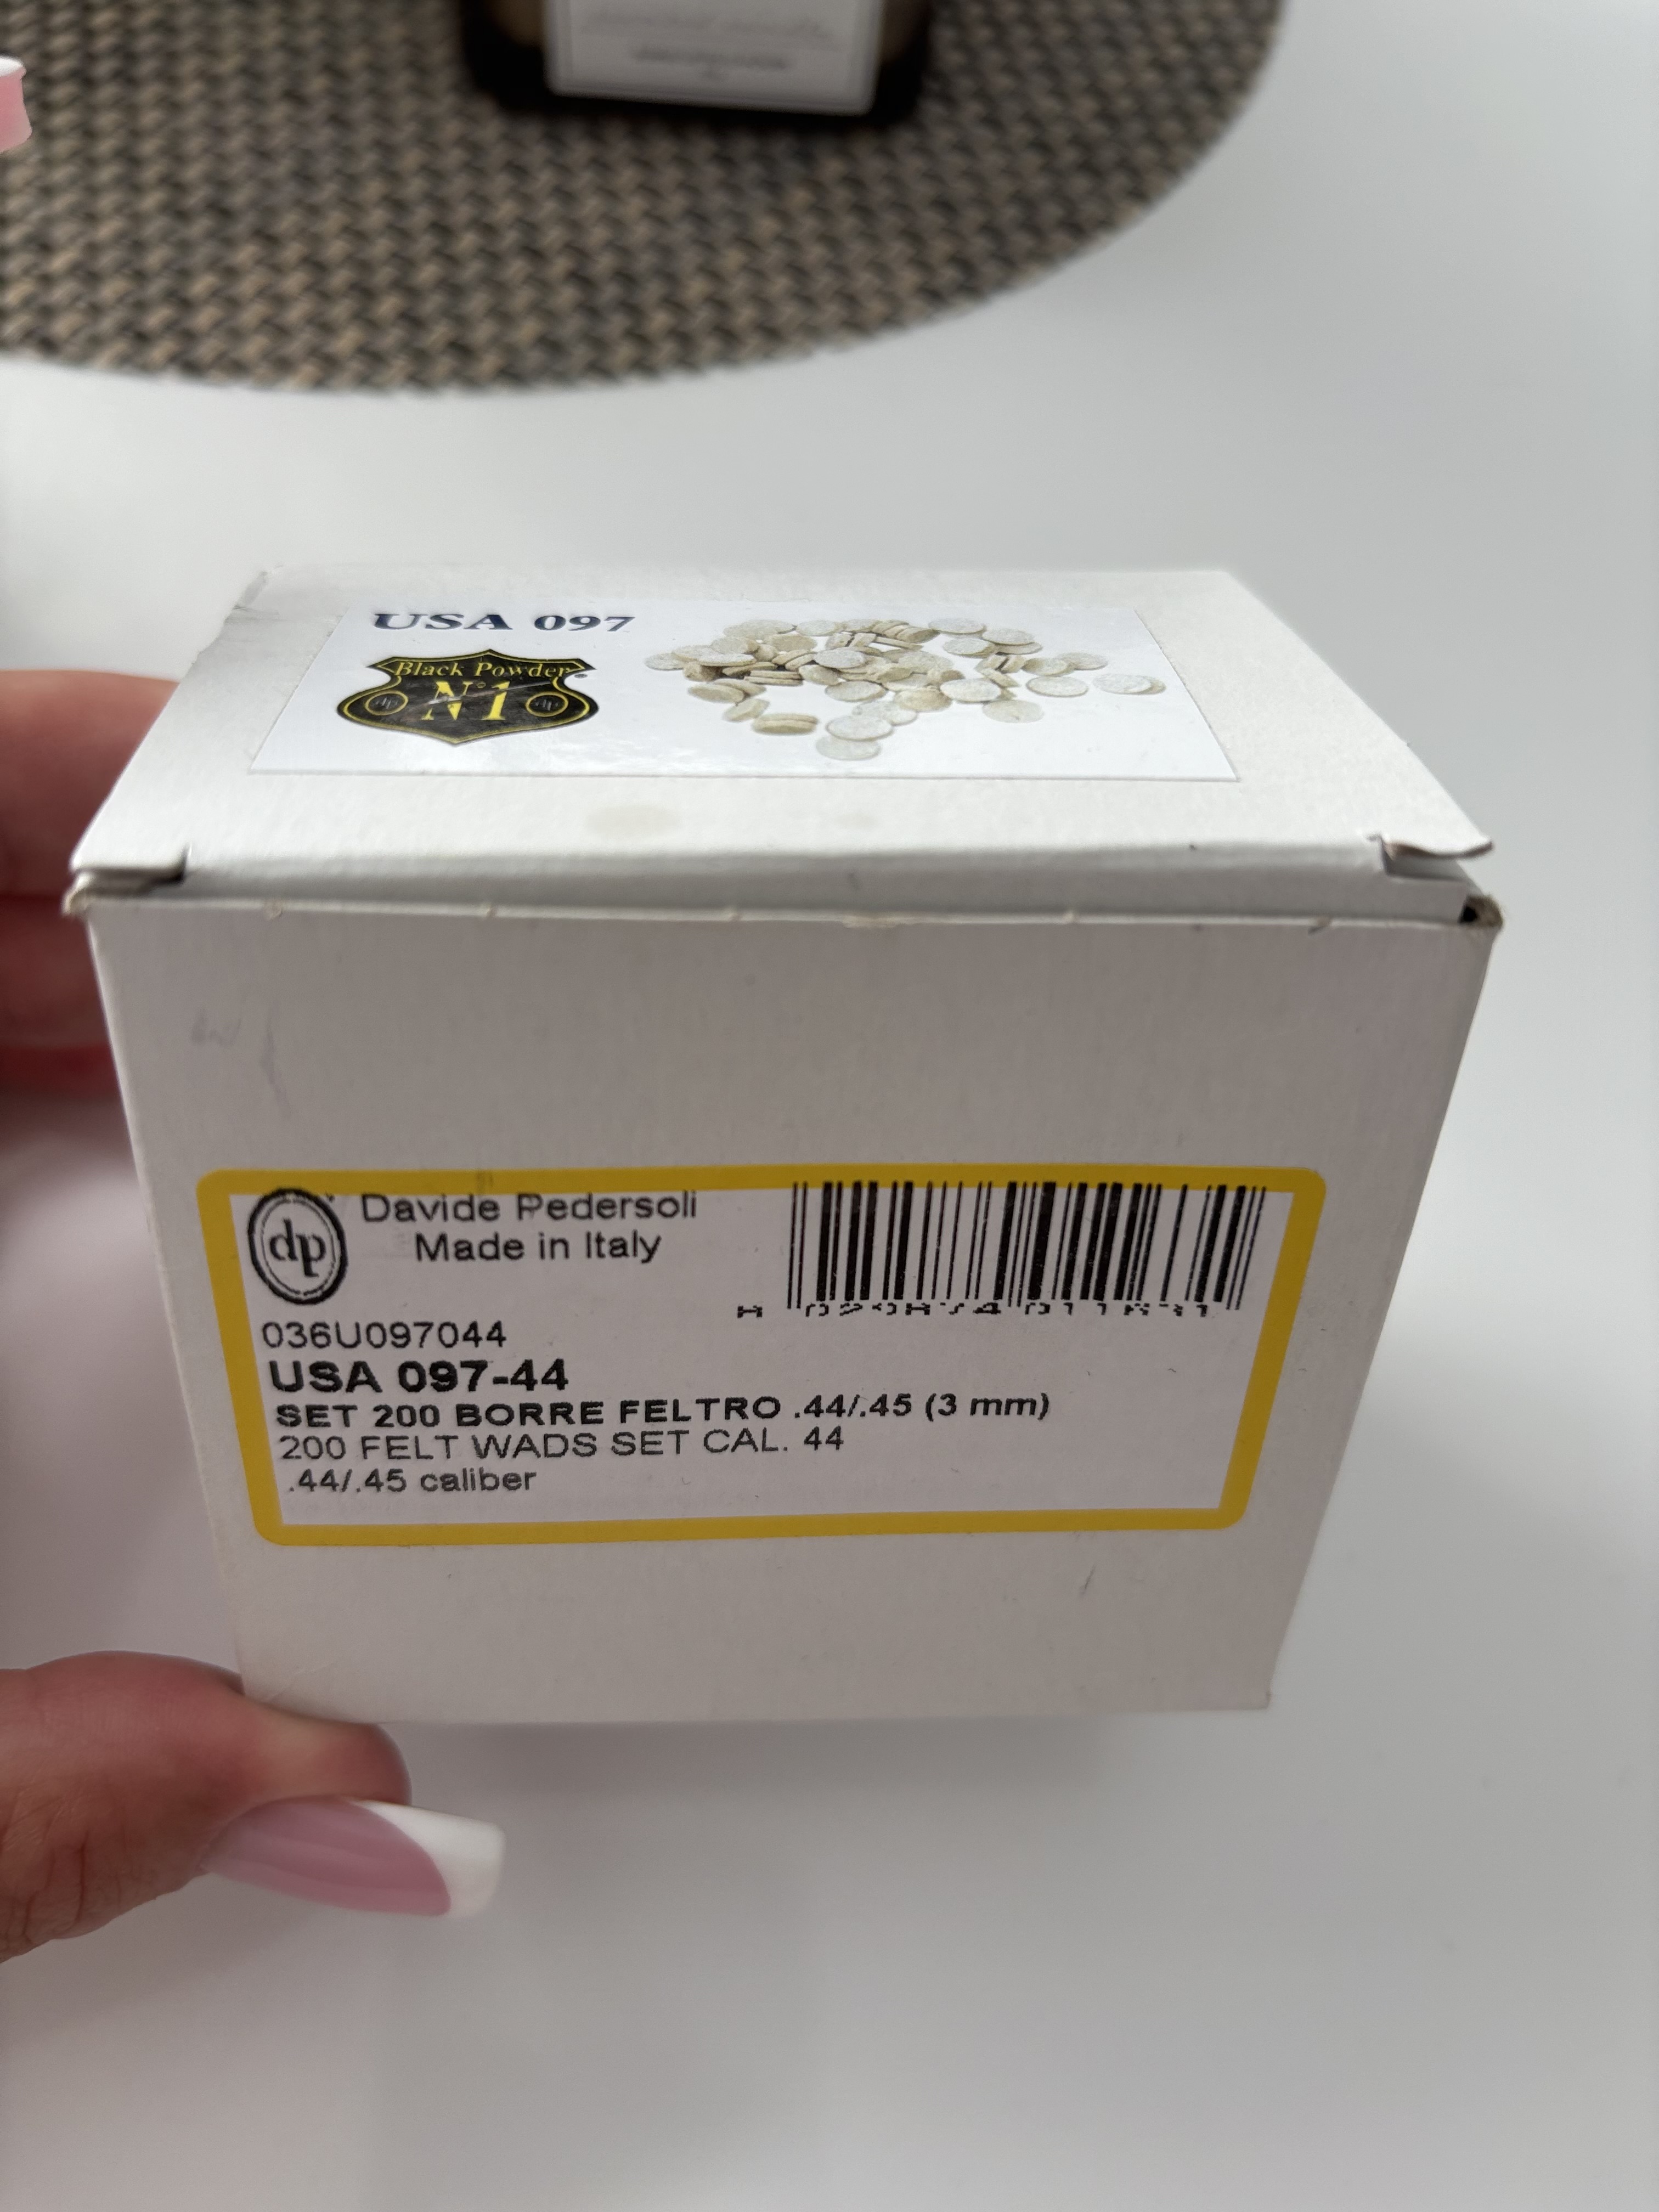 USA 097
Black Powder
N°1
dp
Davide Pedersoli
Made in Italy
036U097044
USA 097-44
SET 200 BORRE FELTRO .44/.45 (3 mm)
200 FELT WADS SET CAL. 44
.44/.45 caliber